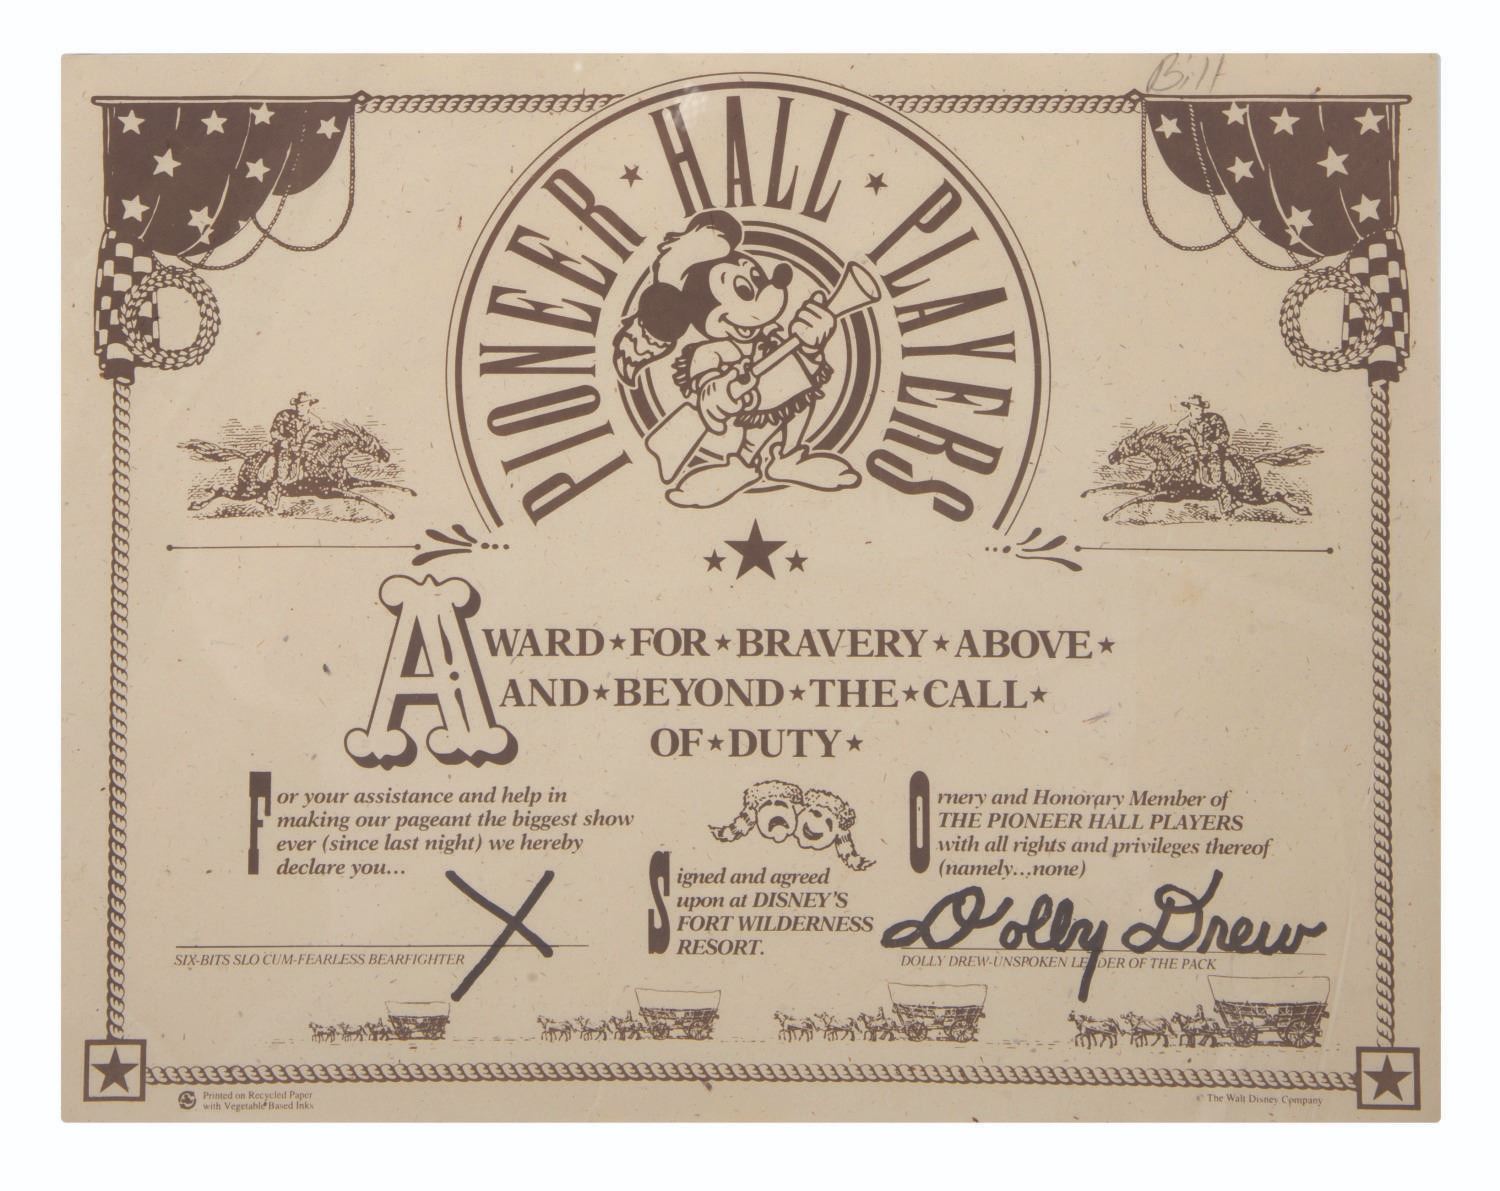 Bill
PIONEER HALL PLAYERS
AWARD★FOR★BRAVERY★ABOVE★
AND★BEYOND★THE★CALL★
OF★DUTY★
For your assistance and help in
making our pageant the biggest show
ever (since last night) we hereby
declare you...
X
SIX-BITS SLO CUM-FEARLESS BEARFIGHTER
Signed and agreed
upon at DISNEY'S
FORT WILDERNESS
RESORT.
Ornery and Honorary Member of
THE PIONEER HALL PLAYERS
with all rights and privileges thereof
(namely...none)
Dolly Drew
DOLLY DREW-UNSPOKEN LEADER OF THE PACK
Printed on Recycled Paper
with Vegetable Based Inks
© The Walt Disney Company